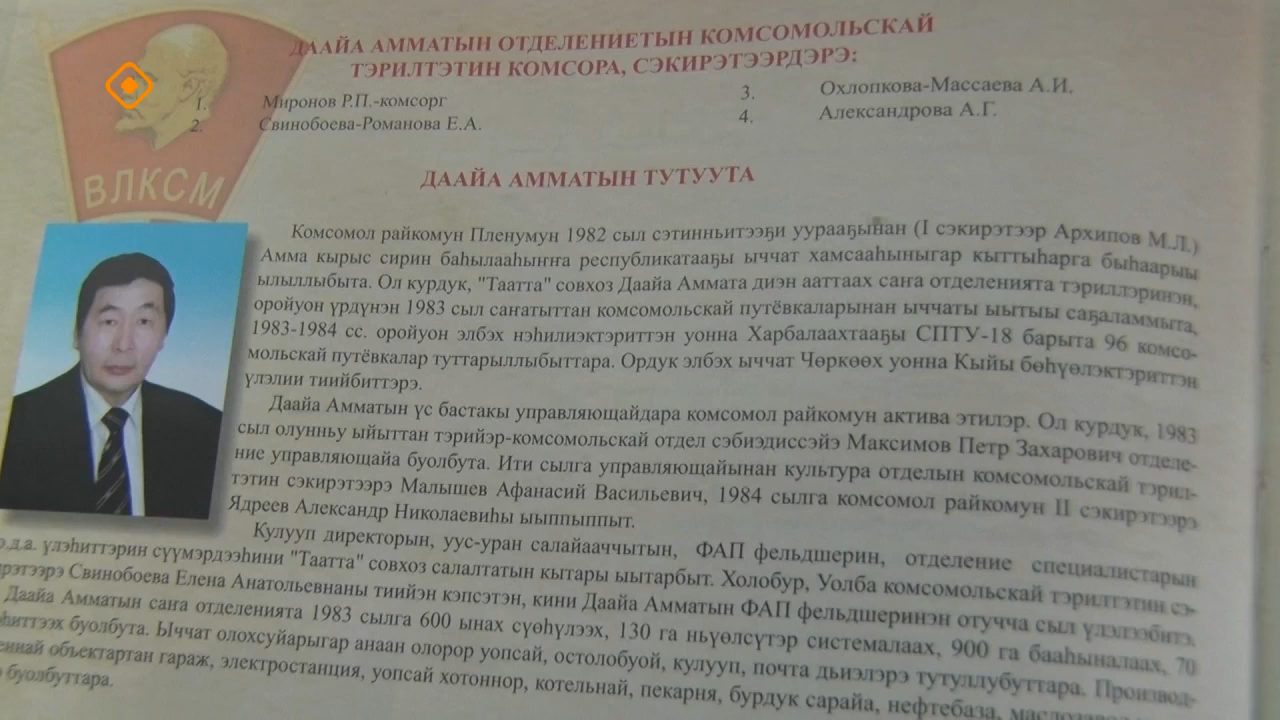 ДААЙА АММАТЫН ОТДЕЛЕНИЕТЫН КОМСОМОЛЬСКАЙ
ТЭРИЛТЭТИН КОМСОРА, СЭКИРЭТЭЭРДЭРЭ:
1. Миронов Р.П.-комсорг
2. Свинобоева-Романова Е.А.
3. Охлопкова-Массаева А.И.
4. Александрова А.Г.
ВЛКСМ
ДААЙА АММАТЫН ТУТУУТА
Комсомол райкомун Пленумун 1982 сыл сэтинньитээҕи уурааҕынан (I сэкирэтээр Архипов М.Л.)
Амма кырыс сирин баһылааһыҥҥа республикатааҕы ыччат хамсааһыныгар кыттыһарга быһаарыы
ылыллыбыта. Ол курдук, "Таатта" совхоз Даайа Аммата диэн ааттаах саҥа отделенията тэриллэринэн,
оройуон үрдүнэн 1983 сыл саҥатыттан комсомольскай путёвкаларынан ыччаты ыытыы саҕаламмыта,
1983-1984 сс. оройуон элбэх нэһилиэктэриттэн уонна Харбалаахтааҕы СПТУ-18 барыта 96 комсо-
мольскай путёвкалар туттарыллыбыттара. Ордук элбэх ыччат Чөркөөх уонна Кыйы бөһүөлэктэриттэн
үлэлии тиийбиттэрэ.
Даайа Амматын үс бастакы управляющайдара комсомол райкомун актива этилэр. Ол курдук, 1983
сыл олунньу ыйыттан тэрийэр-комсомольскай отдел сэбиэдиссэйэ Максимов Петр Захарович отделе-
ние управляющайа буолбута. Ити сылга управляющайынан культура отделын комсомольскай тэрил-
тэтин сэкирэтээрэ Малышев Афанасий Васильевич, 1984 сылга комсомол райкомун II сэкирэтээрэ
Ядреев Александр Николаевиһы ыыппыппыт.
Кулууп директорын, уус-уран салайааччытын, ФАП фельдшерин, отделение специалистарын
о.д.а. үлэһиттэрин сүүмэрдээһини "Таатта" совхоз салалтатын кытары ыытарбыт. Холобур, Уолба комсомольскай тэрилтэтин сэ-
ирэтээрэ Свинобоева Елена Анатольевнаны тиийэн кэпсэтэн, кини Даайа Амматын ФАП фельдшеринэн отучча сыл үлэлээбитэ.
Даайа Амматын саҥа отделенията 1983 сылга 600 ынах сүөһүлээх, 130 га ньүөлсүтэр системалаах, 900 га бааһыналаах, 70
һиттээх буолбута. Ыччат олохсуйарыгар анаан олорор уопсай, остолобуой, кулууп, почта дьиэлэрэ тутуллубуттара. Производ-
еннай объектартан гараж, электростанция, уопсай хотоннор, котельнай, пекарня, бурдук сарайа, нефтебаза,
буолбуттара.